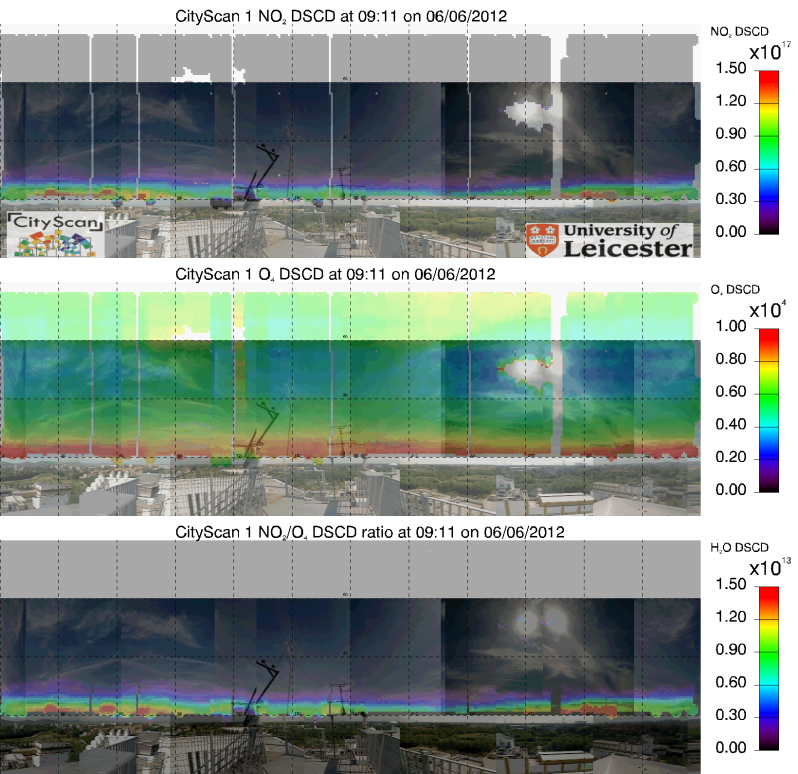 CityScan 1 NO₂ DSCD at 09:11 on 06/06/2012
NO₂ DSCD
x10¹⁷
1.50
1.20
0.90
0.60
0.30
0.00
CityScan
University of
Leicester
CityScan 1 O₄ DSCD at 09:11 on 06/06/2012
O₄ DSCD
x10⁴
1.00
0.80
0.60
0.40
0.20
0.00
CityScan 1 NO₂/O₄ DSCD ratio at 09:11 on 06/06/2012
H₂O DSCD
x10¹³
1.50
1.20
0.90
0.60
0.30
0.00